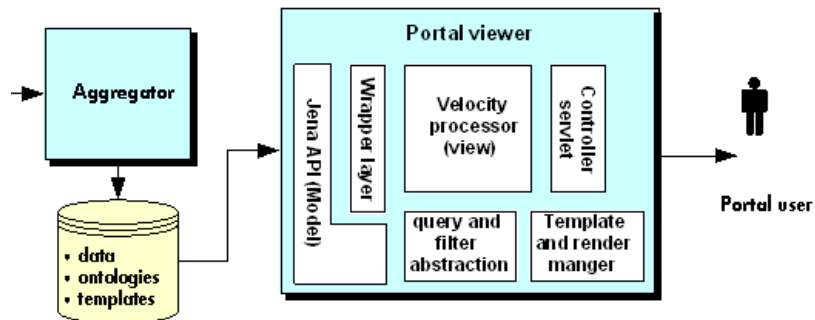 Portal viewer
Aggregator
Jena API (Model)
Wrapper layer
Velocity
processor
(view)
Controller
servlet
query and
filter
abstraction
Template
and render
manger
Portal user
• data
• ontologies
• templates